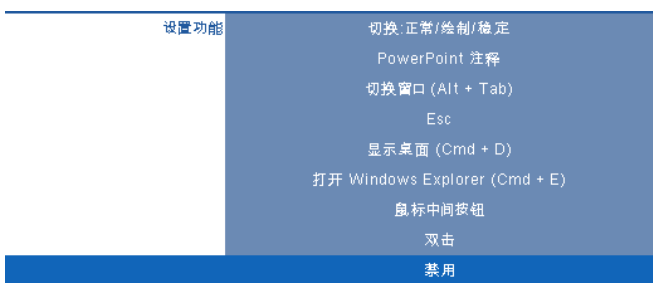 设置功能
切换:正常/绘制/稳定
PowerPoint 注释
切换窗口 (Alt + Tab)
Esc
显示桌面 (Cmd + D)
打开 Windows Explorer (Cmd + E)
鼠标中间按钮
双击
禁用